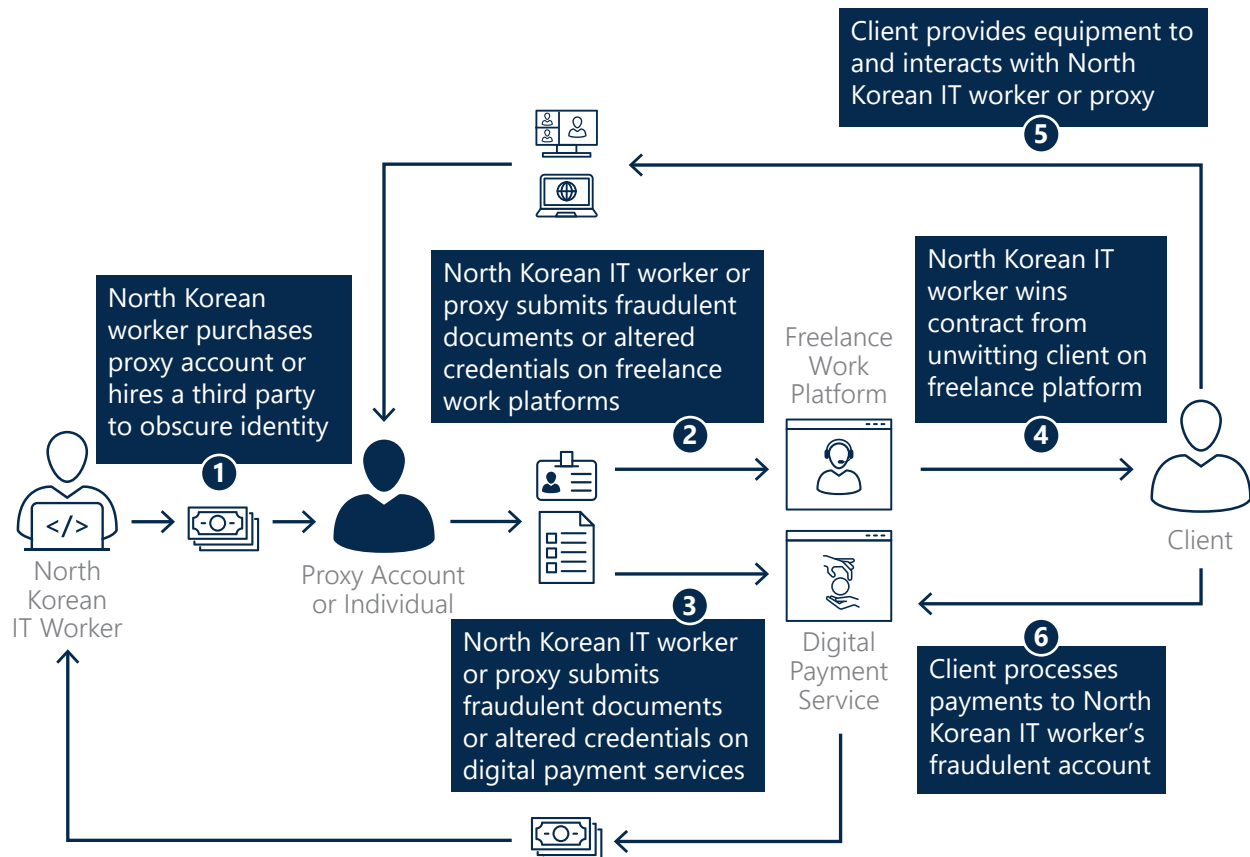 Client provides equipment to
and interacts with North
Korean IT worker or proxy
5
North Korean
worker purchases
proxy account or
hires a third party
to obscure identity
1
North Korean IT worker or
proxy submits fraudulent
documents or altered
credentials on freelance
work platforms
2
Freelance
Work
Platform
North Korean IT
worker wins
contract from
unwitting client on
freelance platform
4
</>
North
Korean
IT Worker
Proxy Account
or Individual
Client
3
North Korean IT worker
or proxy submits
fraudulent documents
or altered credentials on
digital payment services
Digital
Payment
Service
6
Client processes
payments to North
Korean IT worker’s
fraudulent account